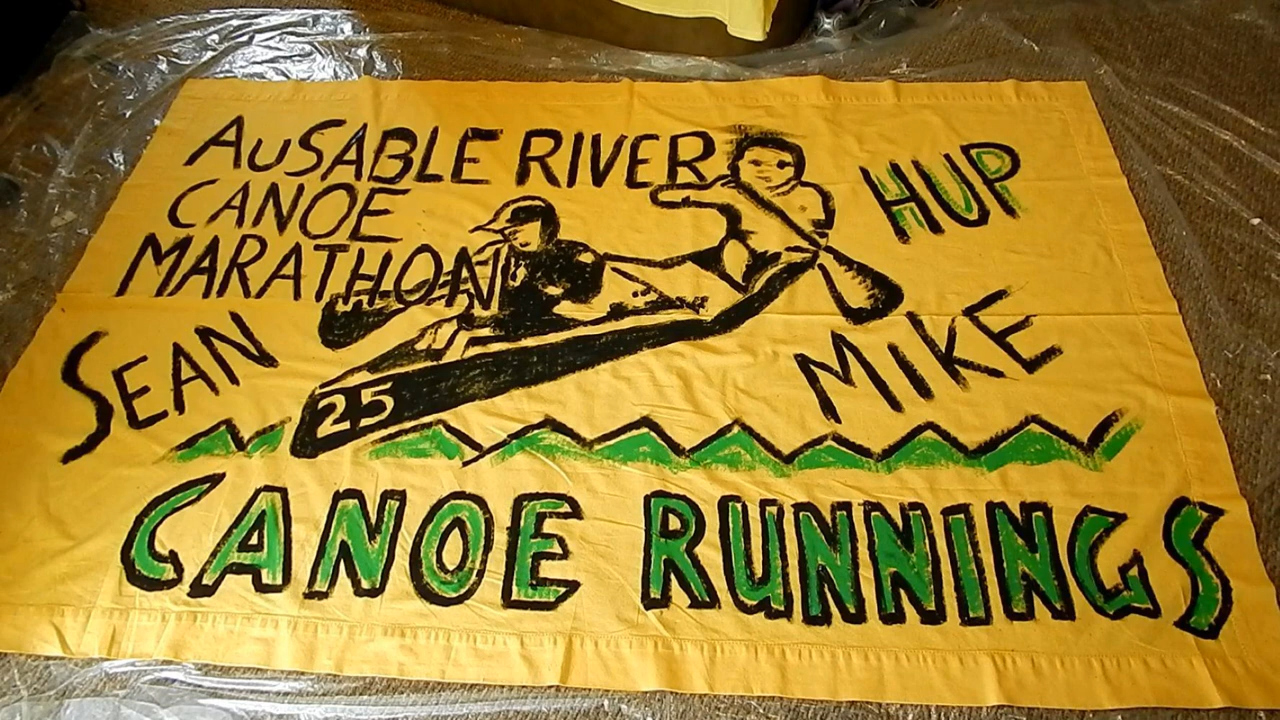 AuSABLE RIVER
CANOE
MARATHON
HUP
SEAN
MIKE
25
CANOE RUNNINGS